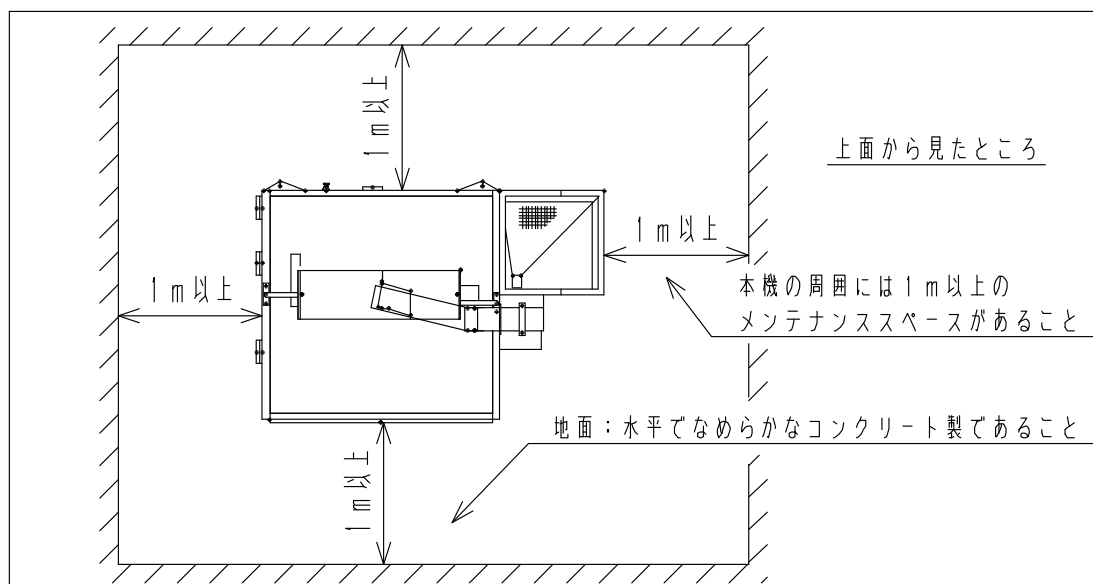 1m以上
上面から見たところ
1m以上
1m以上
本機の周囲には1m以上の
メンテナンススペースがあること
地面：水平でなめらかなコンクリート製であること
1m以上